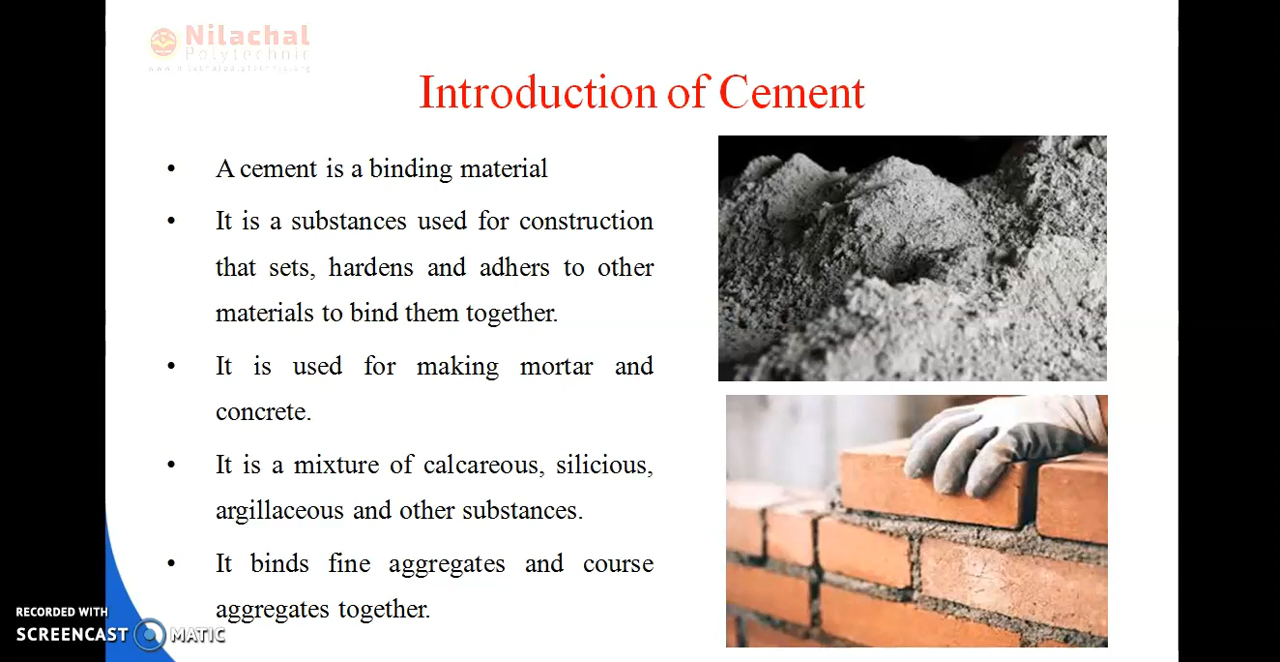 Nilachal
Polytechnic
Introduction of Cement
• A cement is a binding material
• It is a substances used for construction
that sets, hardens and adhers to other
materials to bind them together.
• It is used for making mortar and
concrete.
• It is a mixture of calcareous, silicious,
argillaceous and other substances.
• It binds fine aggregates and course
aggregates together.
RECORDED WITH
SCREENCAST MATIC